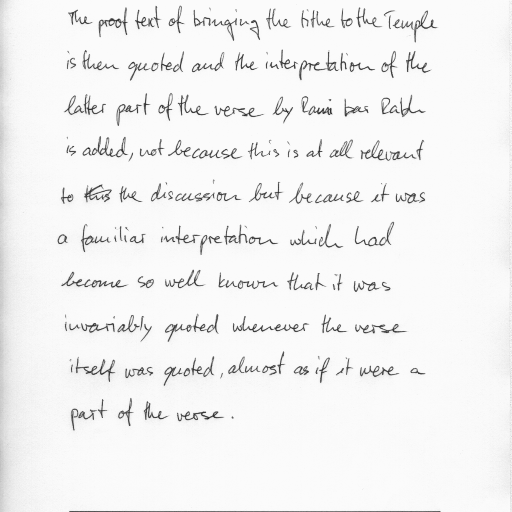 The proof text of bringing the tithe to the Temple
is then quoted and the interpretation of the
latter part of the verse by Rami bar Rabh
is added, not because this is at all relevant
to the discussion but because it was
a familiar interpretation which had
become so well known that it was
invariably quoted whenever the verse
itself was quoted, almost as if it were a
part of the verse.